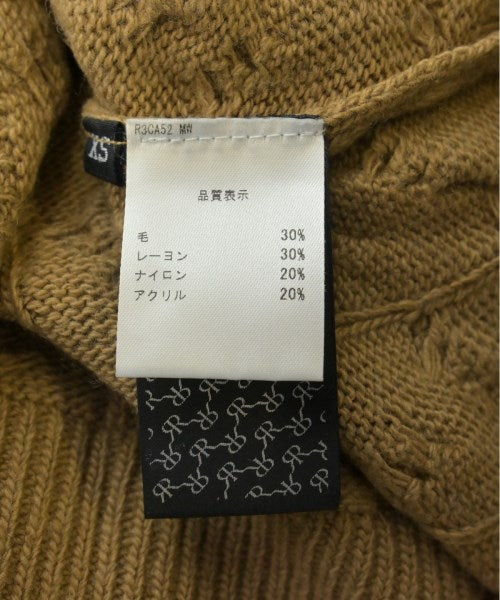 R3CA52 MW
XS
品質表示
毛 30%
レーヨン 30%
ナイロン 20%
アクリル 20%